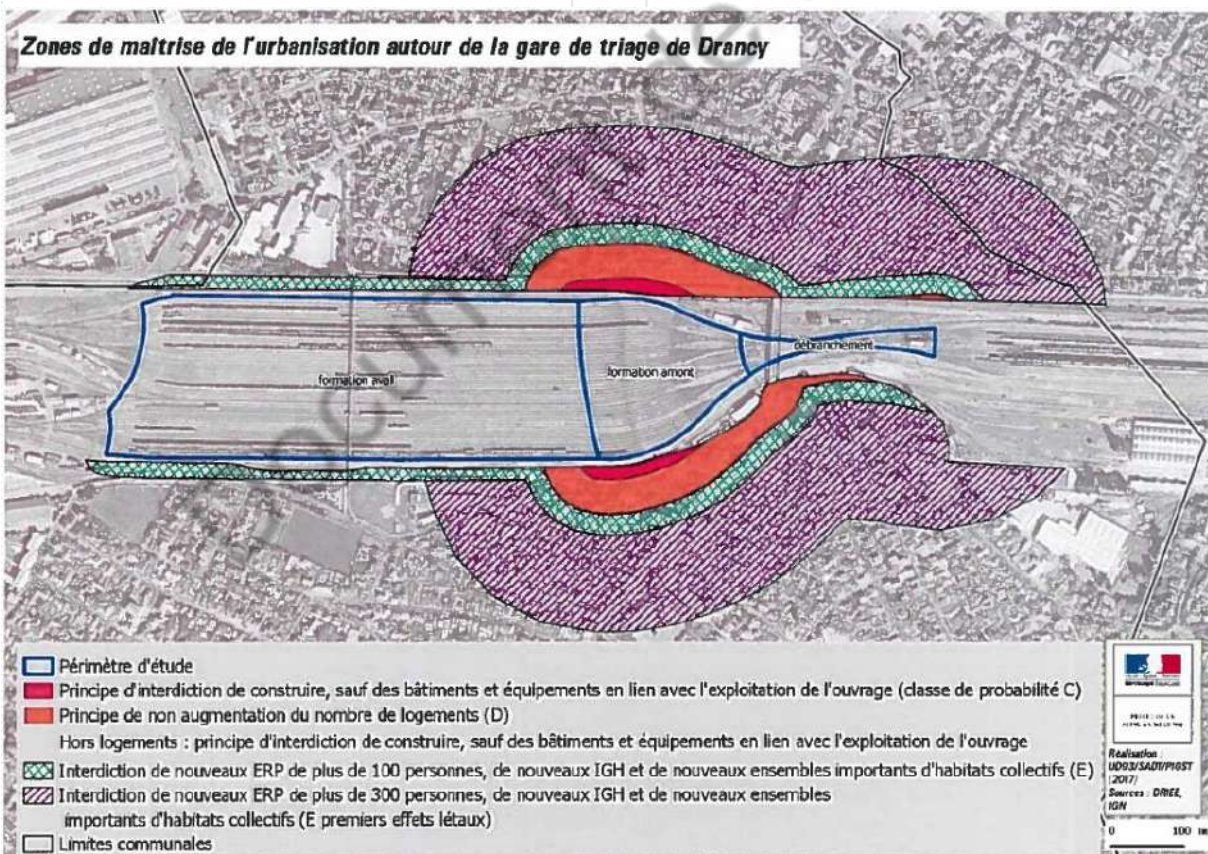 Zones de maîtrise de l'urbanisation autour de la gare de triage de Drancy
formation aval
formation amont
débranchement
Périmètre d'étude
Principe d'interdiction de construire, sauf des bâtiments et équipements en lien avec l'exploitation de l'ouvrage (classe de probabilité C)
Principe de non augmentation du nombre de logements (D)
Hors logements : principe d'interdiction de construire, sauf des bâtiments et équipements en lien avec l'exploitation de l'ouvrage
Interdiction de nouveaux ERP de plus de 100 personnes, de nouveaux IGH et de nouveaux ensembles importants d'habitats collectifs (E)
Interdiction de nouveaux ERP de plus de 300 personnes, de nouveaux IGH et de nouveaux ensembles
importants d'habitats collectifs (E premiers effets létaux)
Limites communales
Réalisation :
UD93/SADT/PIGST
(2017)
Sources : DRIEE,
IGN
0 100 m